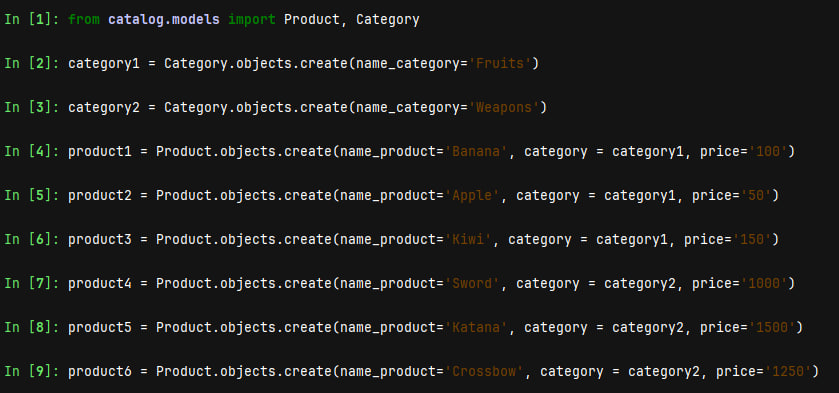 In [1]: from catalog.models import Product, Category
In [2]: category1 = Category.objects.create(name_category='Fruits')
In [3]: category2 = Category.objects.create(name_category='Weapons')
In [4]: product1 = Product.objects.create(name_product='Banana', category = category1, price='100')
In [5]: product2 = Product.objects.create(name_product='Apple', category = category1, price='50')
In [6]: product3 = Product.objects.create(name_product='Kiwi', category = category1, price='150')
In [7]: product4 = Product.objects.create(name_product='Sword', category = category2, price='1000')
In [8]: product5 = Product.objects.create(name_product='Katana', category = category2, price='1500')
In [9]: product6 = Product.objects.create(name_product='Crossbow', category = category2, price='1250')